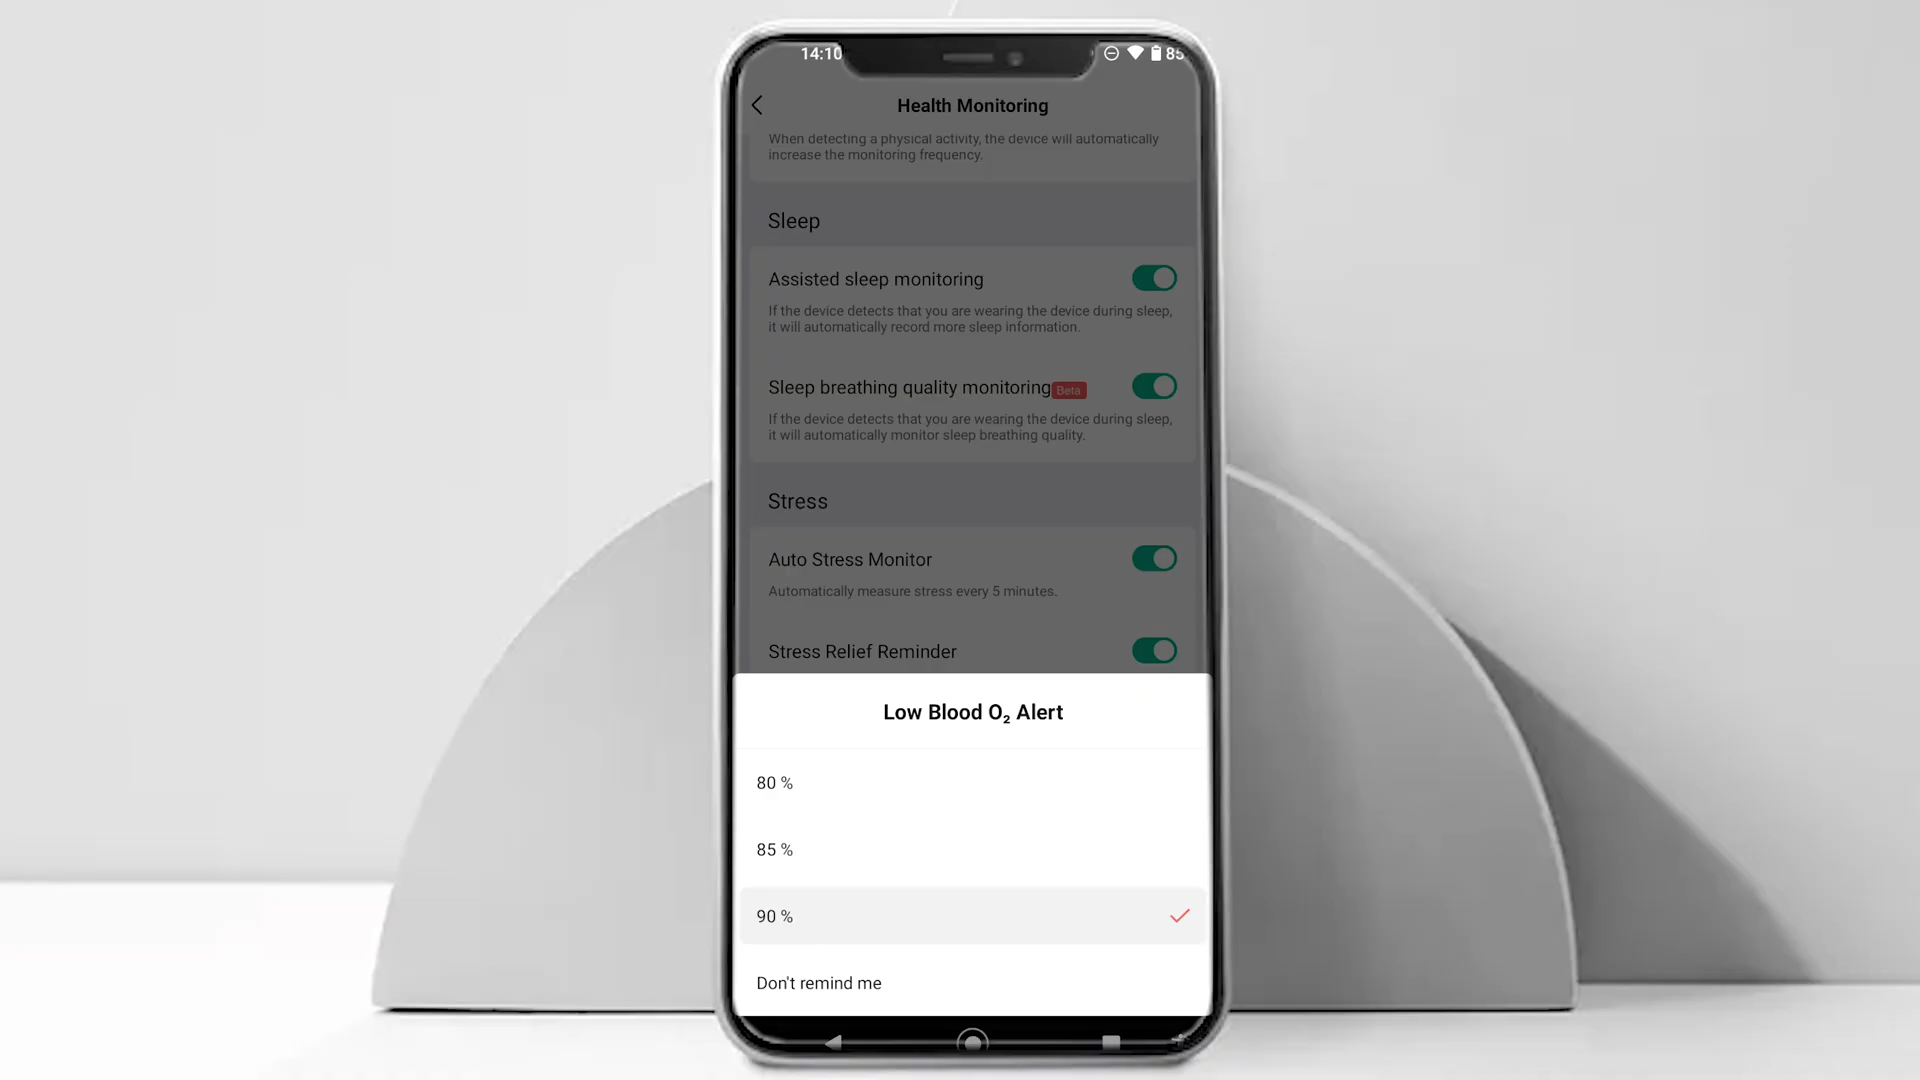 14:10
85
Health Monitoring
When detecting a physical activity, the device will automatically
increase the monitoring frequency.
Sleep
Assisted sleep monitoring
If the device detects that you are wearing the device during sleep,
it will automatically record more sleep information.
Sleep breathing quality monitoring Beta
If the device detects that you are wearing the device during sleep,
it will automatically monitor sleep breathing quality.
Stress
Auto Stress Monitor
Automatically measure stress every 5 minutes.
Stress Relief Reminder
Low Blood O₂ Alert
80 %
85 %
90 %
Don't remind me